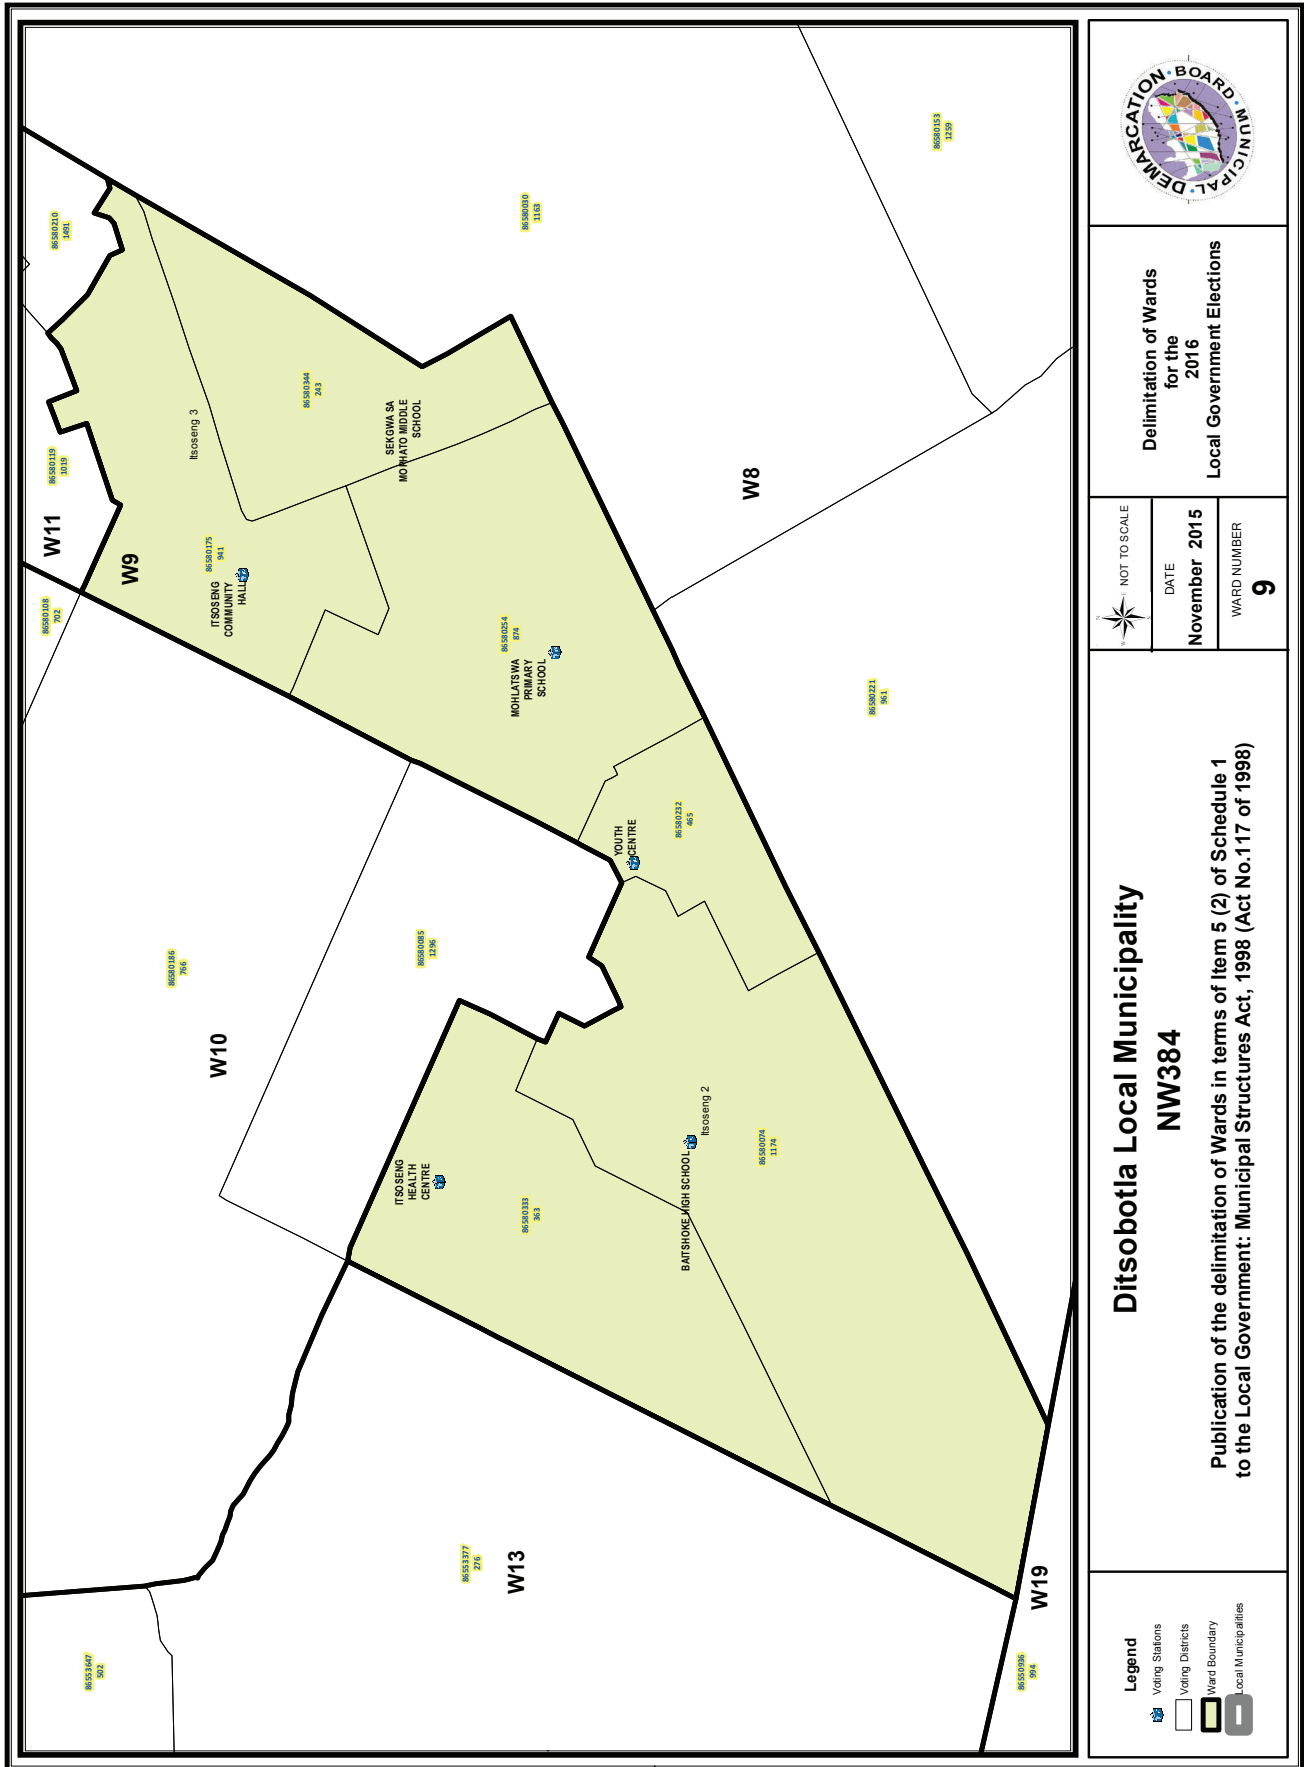 86580210
1491
86580119
1019
W11
86580108
702
W9
86580153
1259
86580030
1163
Itsoseng 3
86580344
243
SEKGWA SA
MORHATO MIDDLE
SCHOOL
86580175
941
ITSOSENG
COMMUNITY
HALL
W8
86580254
874
MOHLATSWA
PRIMARY
SCHOOL
86580221
961
86580232
465
YOUTH
CENTRE
86580186
766
86580085
1296
W10
ITSOSENG
HEALTH
CENTRE
86580333
363
BAITSHOKE HIGH SCHOOL
Itsoseng 2
86580074
1174
86553377
276
W13
86553647
502
W19
86550936
994
Legend
Voting Stations
Voting Districts
Ward Boundary
Local Municipalities
Ditsobotla Local Municipality
NW384
Publication of the delimitation of Wards in terms of Item 5 (2) of Schedule 1
to the Local Government: Municipal Structures Act, 1998 (Act No.117 of 1998)
N
W
E
S
NOT TO SCALE
DATE
November 2015
WARD NUMBER
9
Delimitation of Wards
for the
2016
Local Government Elections
MUNICIPAL • DEMARCATION • BOARD •